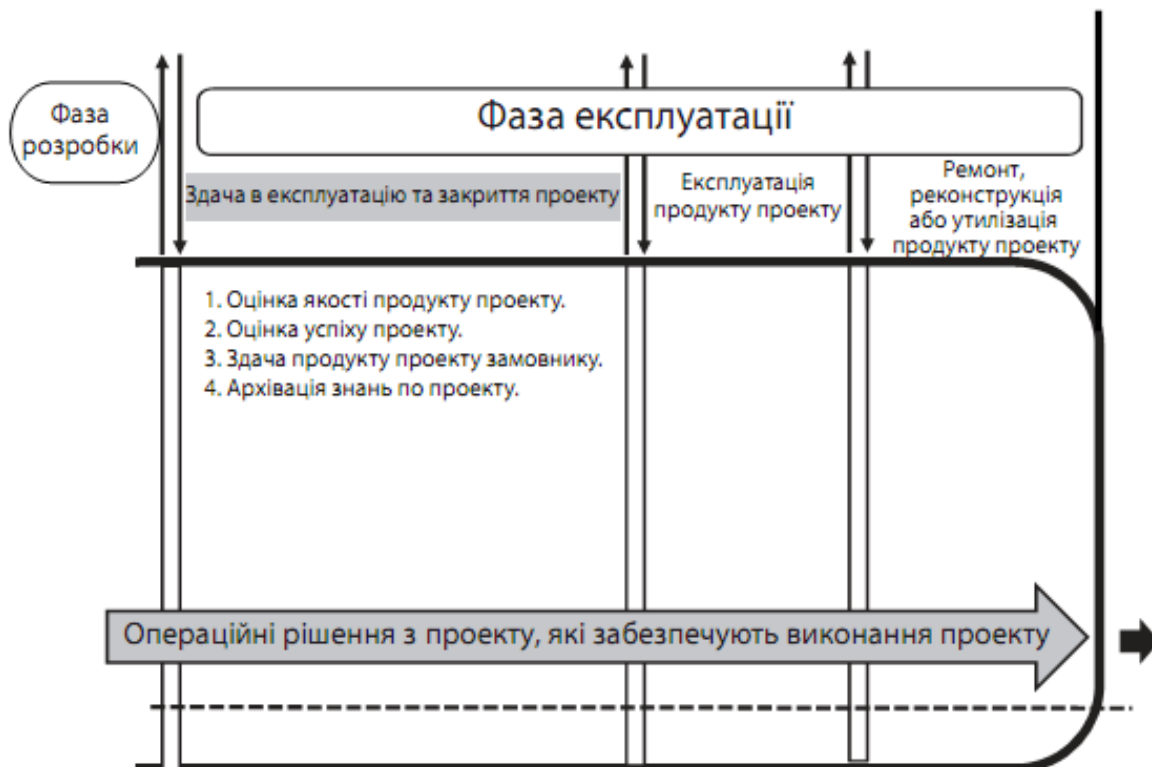 Фаза
розробки
Фаза експлуатації
Здача в експлуатацію та закриття проекту
Експлуатація
продукту проекту
Ремонт,
реконструкція
або утилізація
продукту проекту
1. Оцінка якості продукту проекту.
2. Оцінка успіху проекту.
3. Здача продукту проекту замовнику.
4. Архівація знань по проекту.
Операційні рішення з проекту, які забезпечують виконання проекту